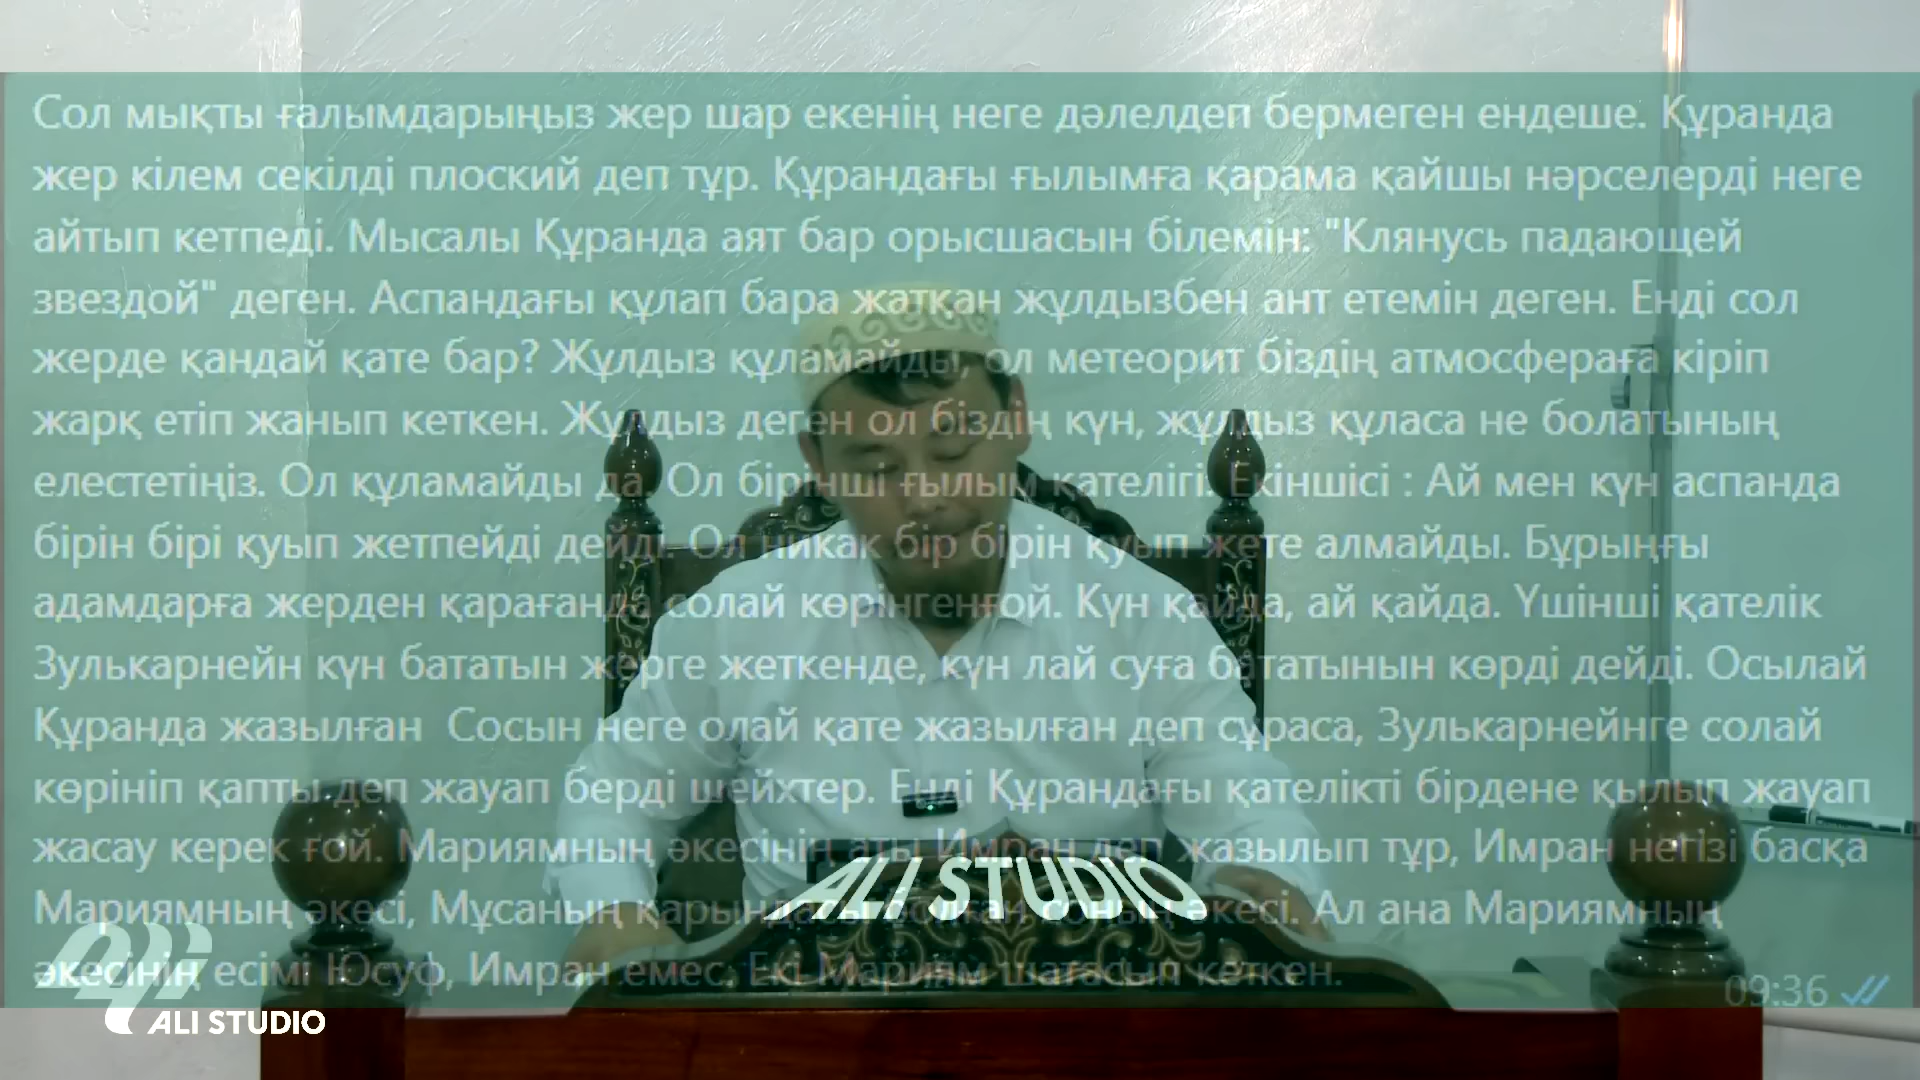 Сол мықты ғалымдарыңыз жер шар екенің неге дәлелдеп бермеген ендеше. Құранда
жер кілем секілді плоский деп тұр. Құрандағы ғылымға қарама қайшы нәрселерді неге
айтып кетпеді. Мысалы Құранда аят бар орысшасын білемін: "Клянусь падающей
звездой" деген. Аспандағы құлап бара жатқан жұлдызбен ант етемін деген. Енді сол
жерде қандай қате бар? Жұлдыз құламайды, ол метеорит біздің атмосфераға кіріп
жарқ етіп жанып кеткен. Жұлдыз деген ол біздің күн, жұлдыз құласа не болатының
елестетіңіз. Ол құламайды да. Ол бірінші ғылым қателігі. Екіншісі : Ай мен күн аспанда
бірін бірі қуып жетпейді дейді. Ол никак бір бірін қуып жете алмайды. Бұрыңғы
адамдарға жерден қарағанда солай көрінгенғой. Күн қайда, ай қайда. Үшінші қателік
Зулькарнейн күн бататын жерге жеткенде, күн лай суға бататынын көрді дейді. Осылай
Құранда жазылған Сосын неге олай қате жазылған деп сұраса, Зулькарнейнге солай
көрініп қапты деп жауап берді шейхтер. Енді Құрандағы қателікті бірдене қылып жауап
жасау керек ғой. Мариямның әкесінің аты Имран деп жазылып тұр, Имран негізі басқа
Мариямның әкесі, Мұсаның қарындасы болған соның әкесі. Ал ана Мариямның
әкесінің есімі Юсуф, Имран емес. Екі Мариям шатасып кеткен.
09:36
ALI STUDIO
ALI STUDIO